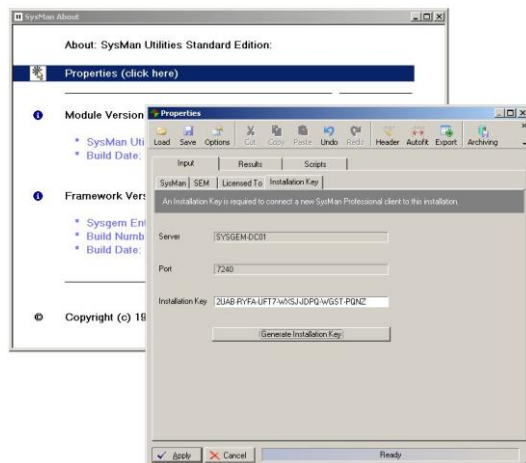 SysMan About
About: SysMan Utilities Standard Edition:
Properties (click here)
Module Version
* SysMan Uti
* Build Date:
Framework Vers
* Sysgem Ent
* Build Numb
* Build Date:
© Copyright (c) 19
Properties
Load Save Options Cut Copy Paste Undo Redo Header Autofit Export Archiving
Input Results Scripts
SysMan SEM Licensed To Installation Key
An Installation Key is required to connect a new SysMan Professional client to this installation.
Server SYSGEM-DC01
Port 7240
Installation Key 2UAB-RYFA-UFT7-WXSJ-JDPQ-WGST-PQNZ
Generate Installation Key
Apply Cancel Ready